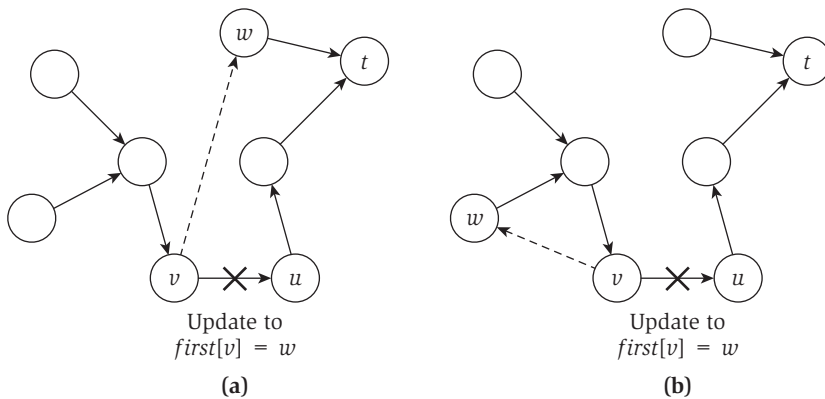 w
t
v
u
Update to
first[v] = w
(a)
t
w
v
u
Update to
first[v] = w
(b)